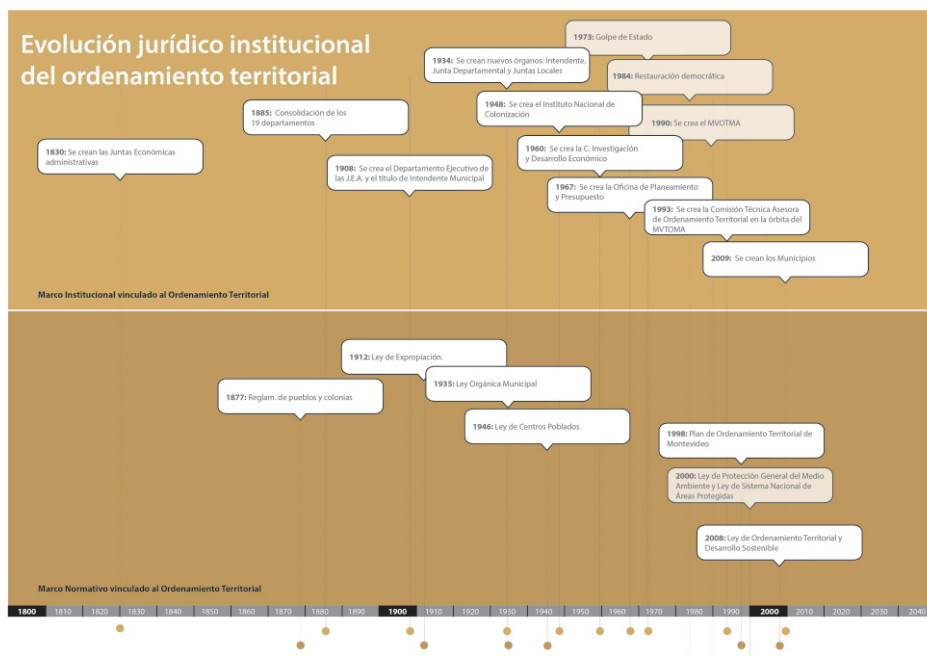 Evolución jurídico institucional
del ordenamiento territorial
1830: Se crean las Juntas Económicas
administrativas
1885: Consolidación de los
19 departamentos
1908: Se crea el Departamento Ejecutivo de
las J.E.A. y el título de Intendente Municipal
1934: Se crean nuevos órganos: Intendente,
Junta Departamental y Juntas Locales
1948: Se crea el Instituto Nacional de
Colonización
1960: Se crea la C. Investigación
y Desarrollo Económico
1967: Se crea la Oficina de Planeamiento
y Presupuesto
1973: Golpe de Estado
1984: Restauración democrática
1990: Se crea el MVOTMA
1993: Se crea la Comisión Técnica Asesora
de Ordenamiento Territorial en la órbita del
MVTOMA
2009: Se crean los Municipios
Marco Institucional vinculado al Ordenamiento Territorial
1877: Reglam. de pueblos y colonias
1912: Ley de Expropiación.
1935: Ley Orgánica Municipal
1946: Ley de Centros Poblados
1998: Plan de Ordenamiento Territorial de
Montevideo
2000: Ley de Protección General del Medio
Ambiente y Ley de Sistema Nacional de
Áreas Protegidas
2008: Ley de Ordenamiento Territorial y
Desarrollo Sostenible
Marco Normativo vinculado al Ordenamiento Territorial
1800 1810 1820 1830 1840 1850 1860 1870 1880 1890 1900 1910 1920 1930 1940 1950 1960 1970 1980 1990 2000 2010 2020 2030 2040